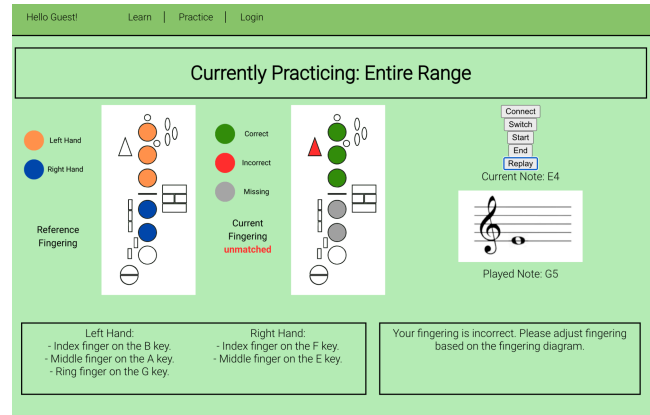 Hello Guest!
Learn | Practice | Login
Currently Practicing: Entire Range
Left Hand
Right Hand
Reference
Fingering
Correct
Incorrect
Missing
Current
Fingering
unmatched
Connect
Switch
Start
End
Replay
Current Note: E4
Played Note: G5
Left Hand:
- Index finger on the B key.
- Middle finger on the A key.
- Ring finger on the G key.
Right Hand:
- Index finger on the F key.
- Middle finger on the E key.
Your fingering is incorrect. Please adjust fingering
based on the fingering diagram.